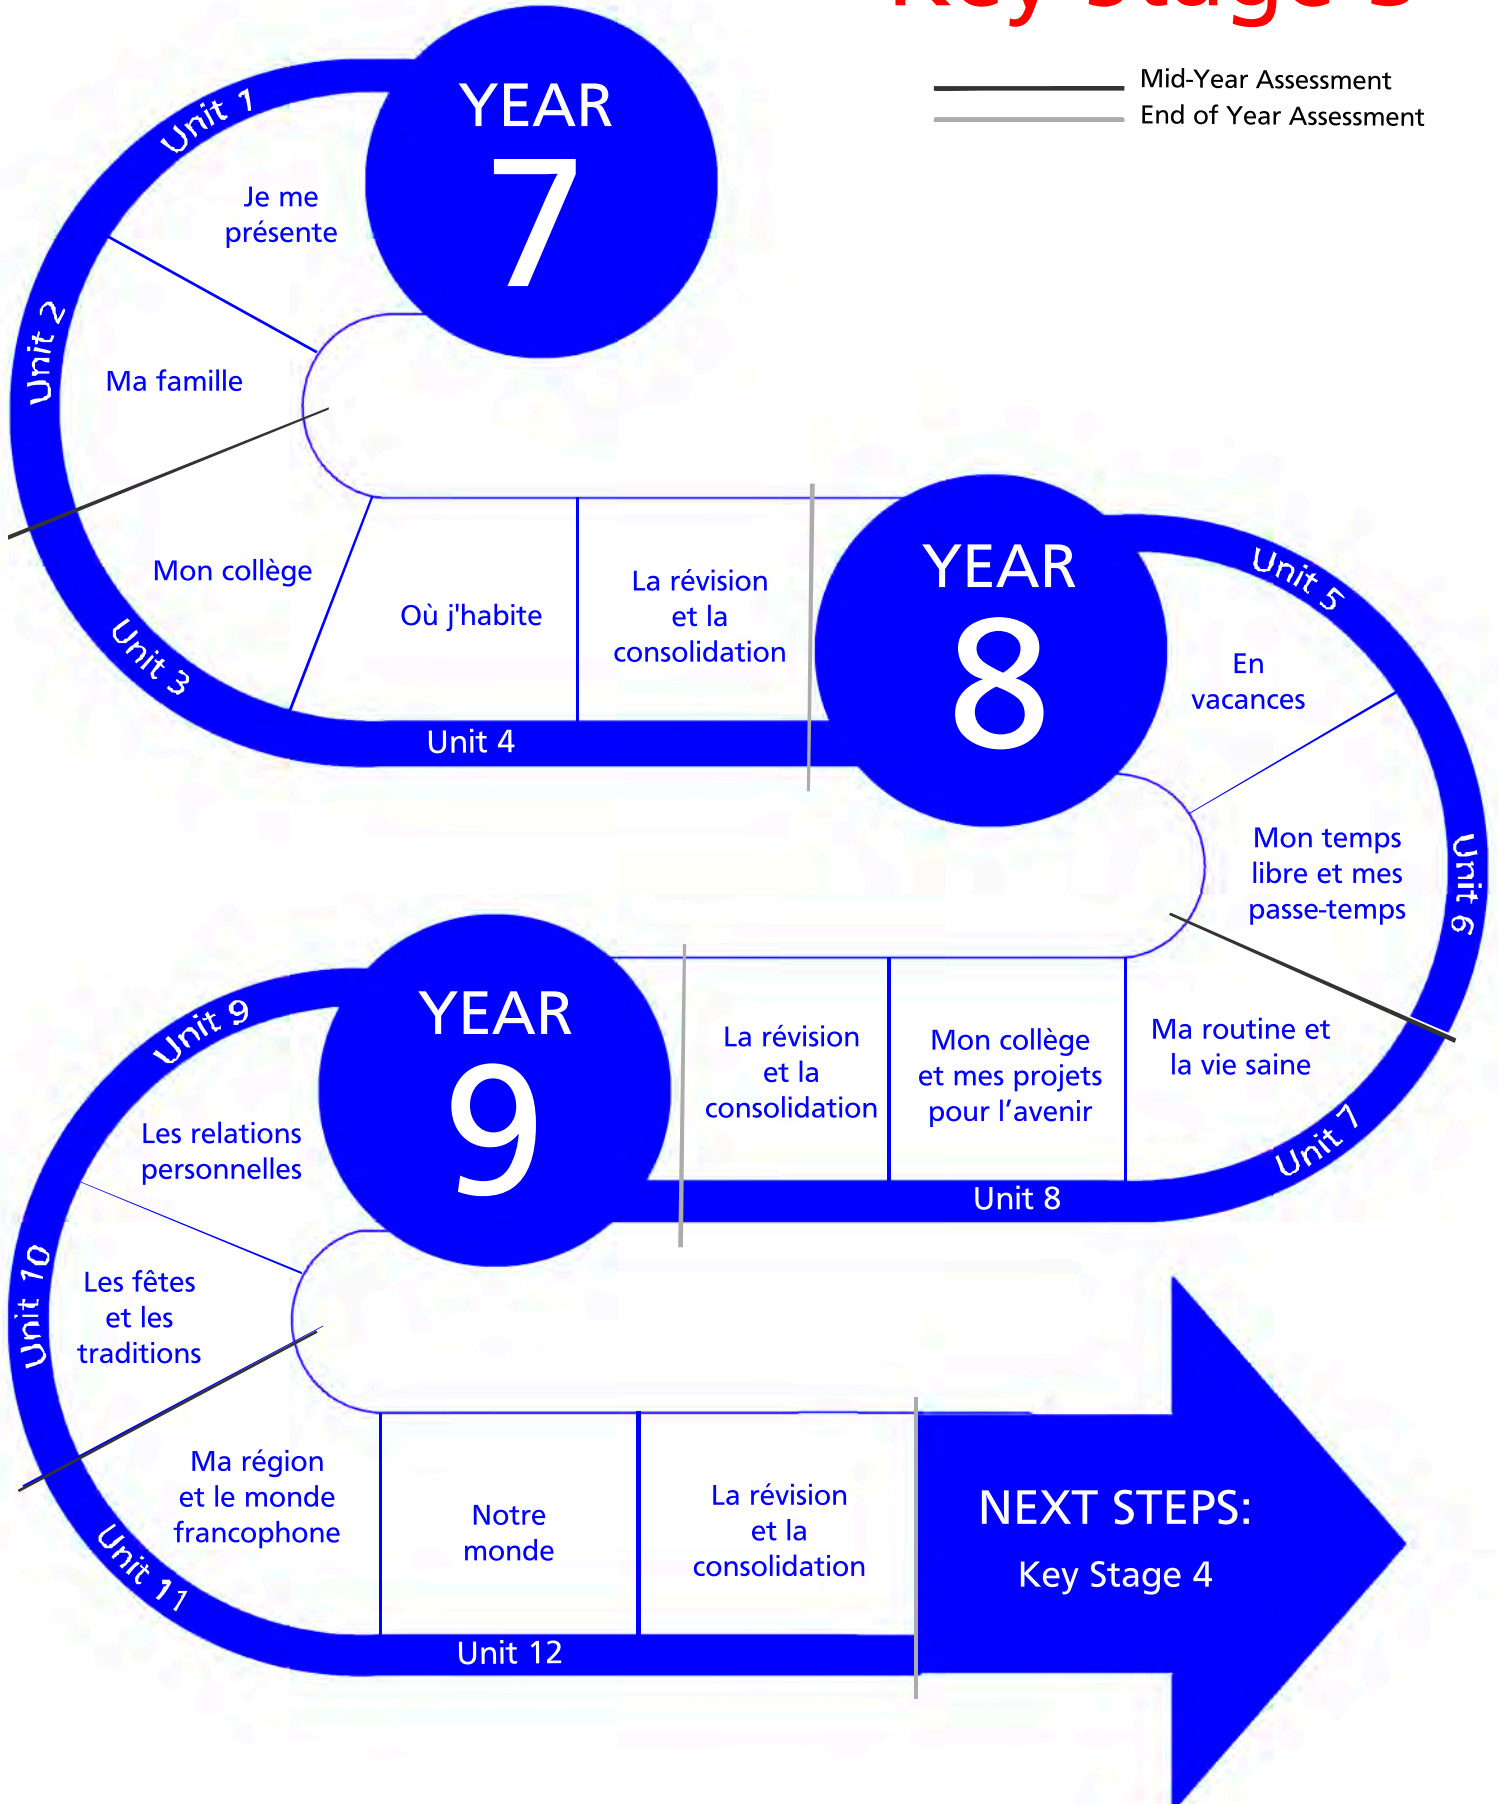 Key Stage 3
Mid-Year Assessment
End of Year Assessment
YEAR
7
Unit 1
Je me
présente
Unit 2
Ma famille
Mon collège
Unit 3
Où j'habite
Unit 4
La révision
et la
consolidation
YEAR
8
Unit 5
En
vacances
Mon temps
libre et mes
passe-temps
Unit 6
Ma routine et
la vie saine
Unit 7
Mon collège
et mes projets
pour l’avenir
Unit 8
La révision
et la
consolidation
YEAR
9
Unit 9
Les relations
personnelles
Unit 10
Les fêtes
et les
traditions
Ma région
et le monde
francophone
Unit 11
Notre
monde
Unit 12
La révision
et la
consolidation
NEXT STEPS:
Key Stage 4